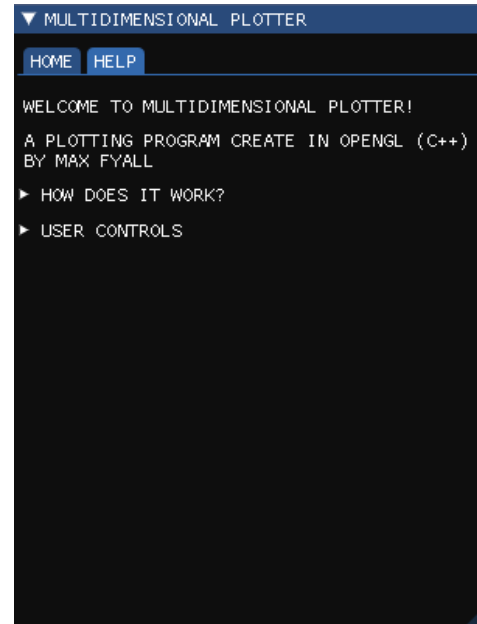 MULTIDIMENSIONAL PLOTTER
HOME HELP
WELCOME TO MULTIDIMENSIONAL PLOTTER!
A PLOTTING PROGRAM CREATE IN OPENGL (C++)
BY MAX FYALL
HOW DOES IT WORK?
USER CONTROLS